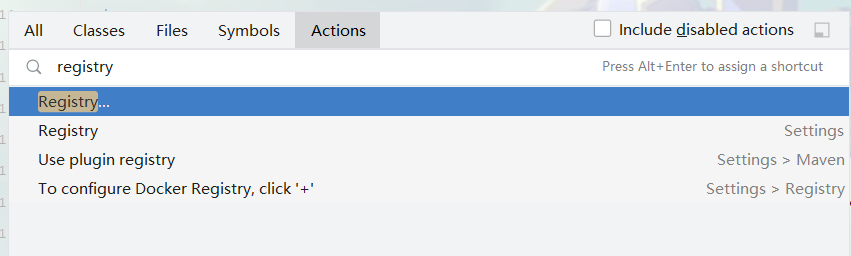 All Classes Files Symbols Actions Include disabled actions
registry Press Alt+Enter to assign a shortcut
Registry...
Registry Settings
Use plugin registry Settings > Maven
To configure Docker Registry, click '+' Settings > Registry